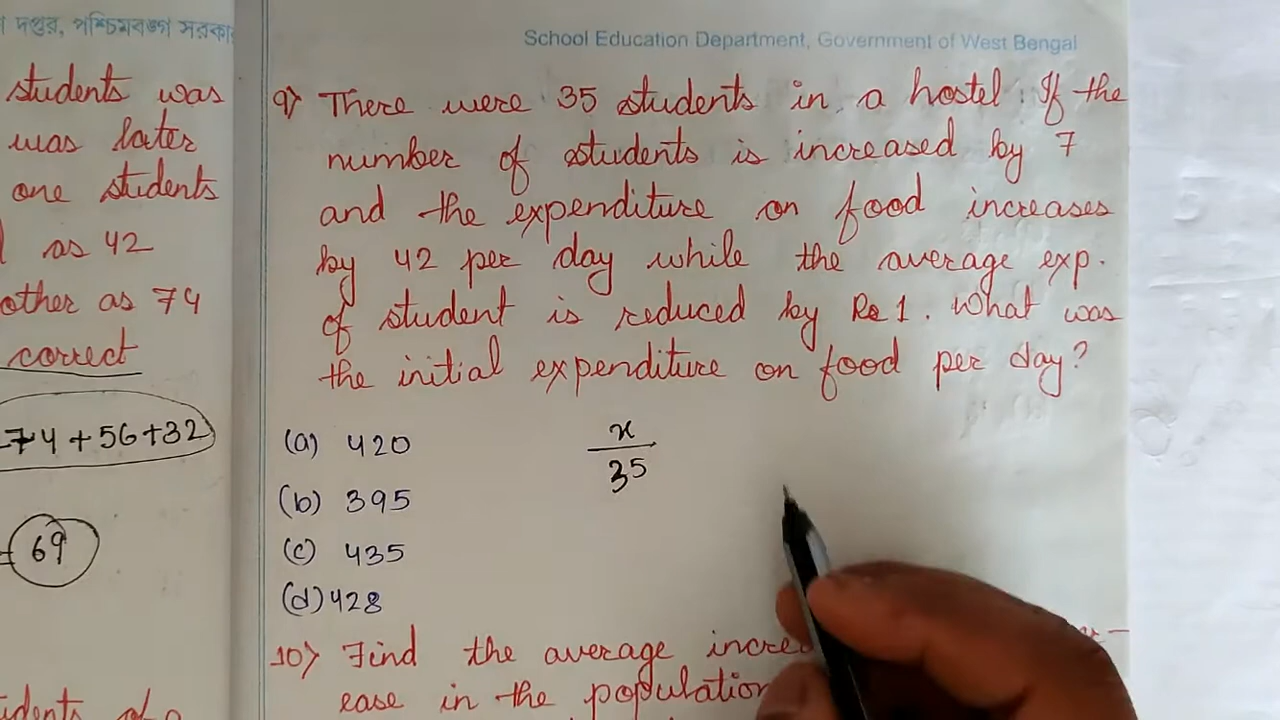 দপ্তর, পশ্চিমবঙ্গ সরকার
students was
was later
one students
as 42
other as 74
correct
74+56+32
= 69
School Education Department, Government of West Bengal
9) There were 35 students in a hostel. If the
number of students is increased by 7
and the expenditure on food increases
by 42 per day while the average exp.
of student is reduced by Re 1. What was
the initial expenditure on food per day?
(a) 420
(b) 395
(c) 435
(d) 428
x
35
10) Find the average incre
ease in the population